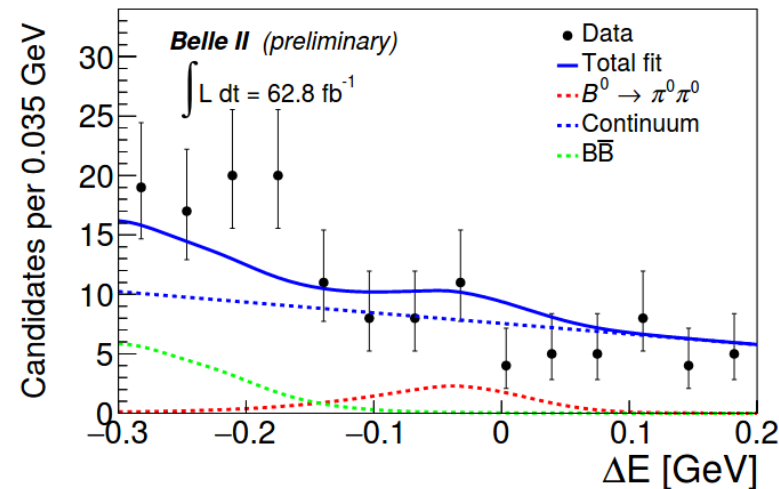 Belle II (preliminary)
∫ L dt = 62.8 fb⁻¹
Data
Total fit
B⁰ → π⁰π⁰
Continuum
BB̅
Candidates per 0.035 GeV
30
25
20
15
10
5
0
−0.3 −0.2 −0.1 0 0.1 0.2
ΔE [GeV]